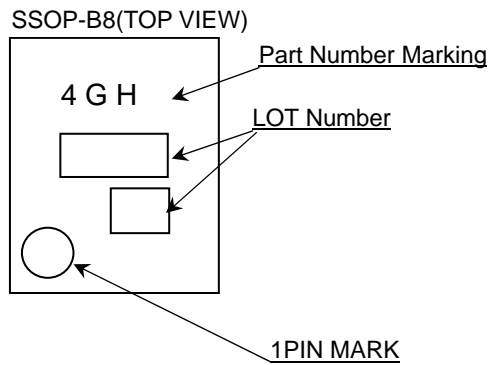 SSOP-B8(TOP VIEW)
Part Number Marking
4 G H
LOT Number
1PIN MARK